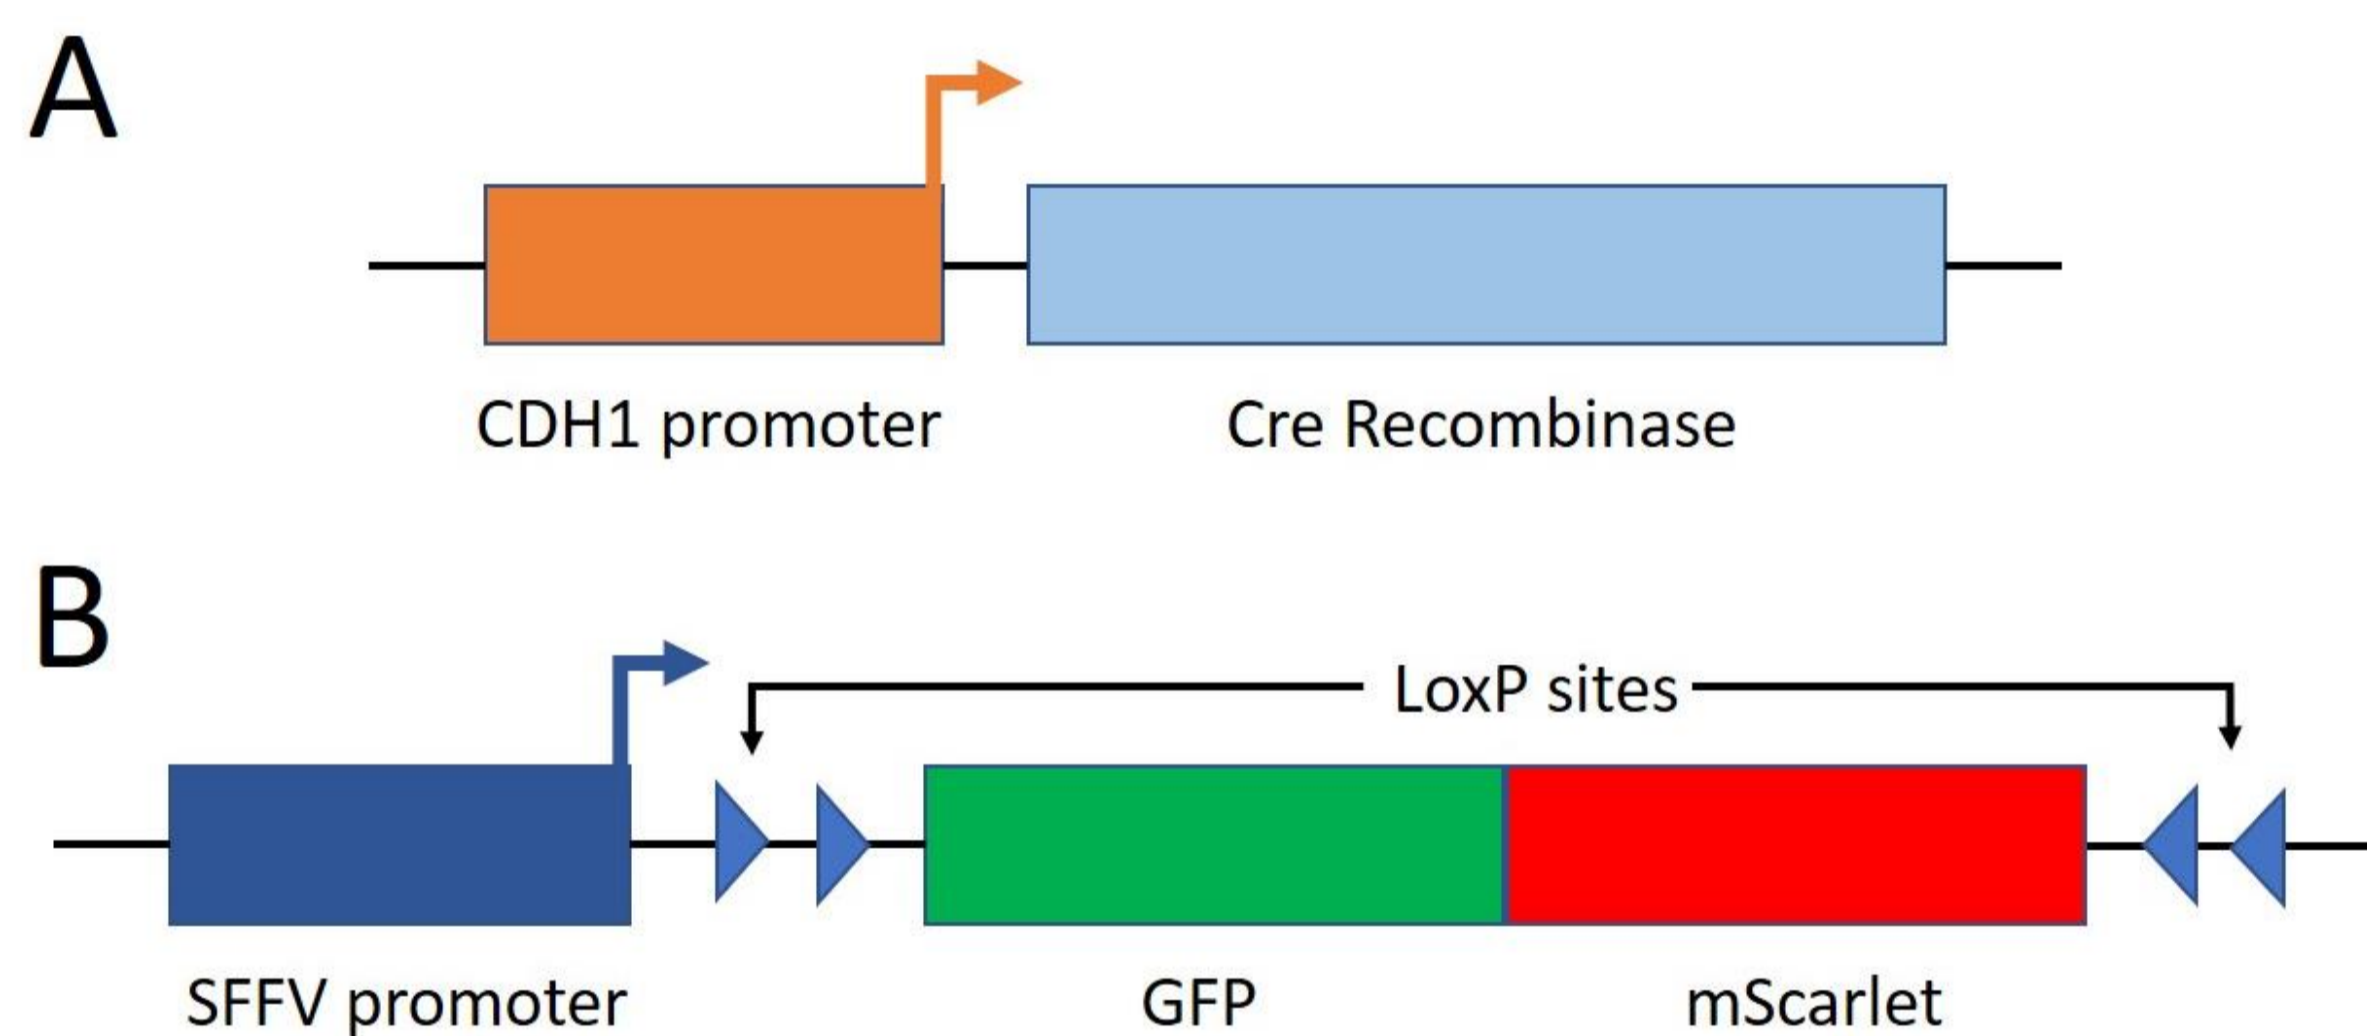 A
CDH1 promoter
Cre Recombinase
B
LoxP sites
SFFV promoter
GFP
mScarlet